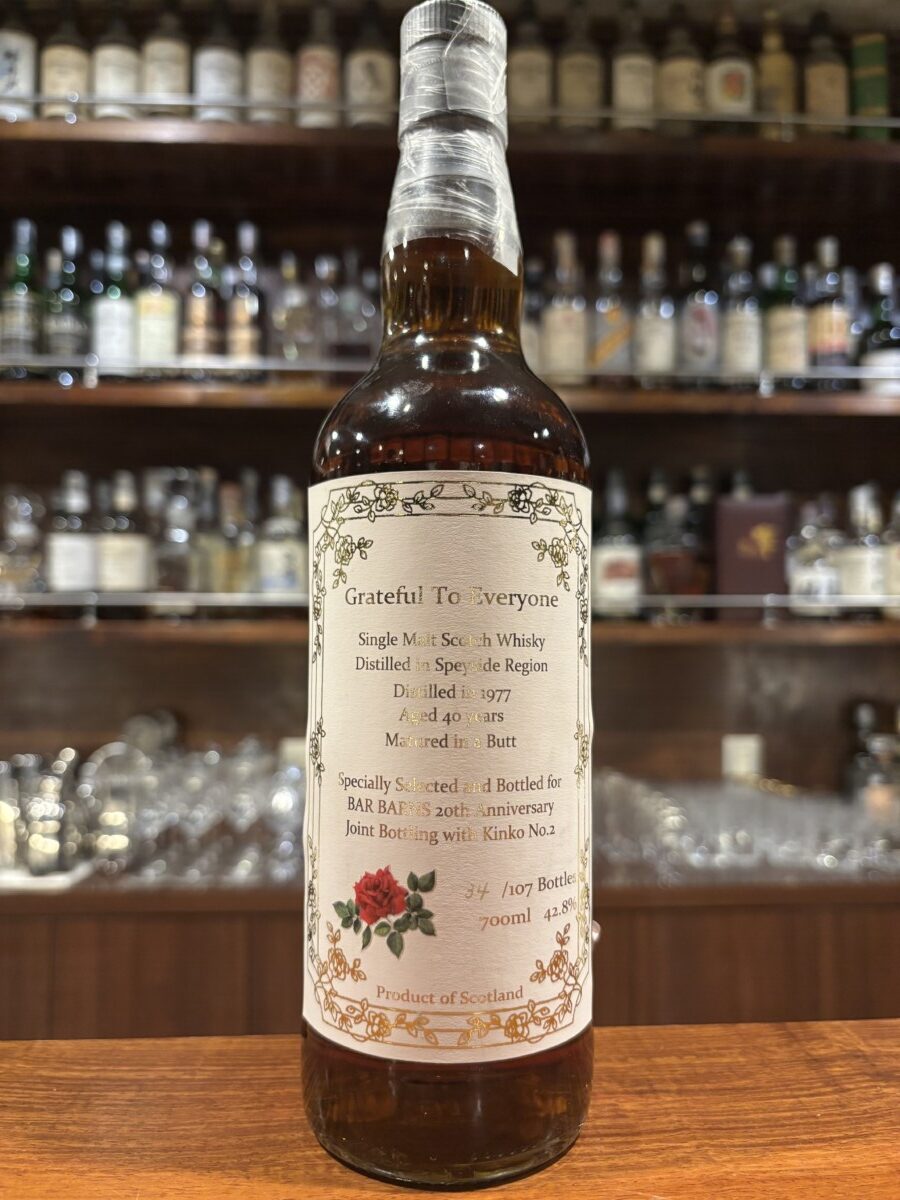 Grateful To Everyone
Single Malt Scotch Whisky
Distilled in Speyside Region
Distilled in 1977
Aged 40 years
Matured in a Butt
Specially Selected and Bottled for
BAR BARNS 20th Anniversary
Joint Bottling with Kinko No.2
34 /107 Bottles
700ml 42.8%
Product of Scotland